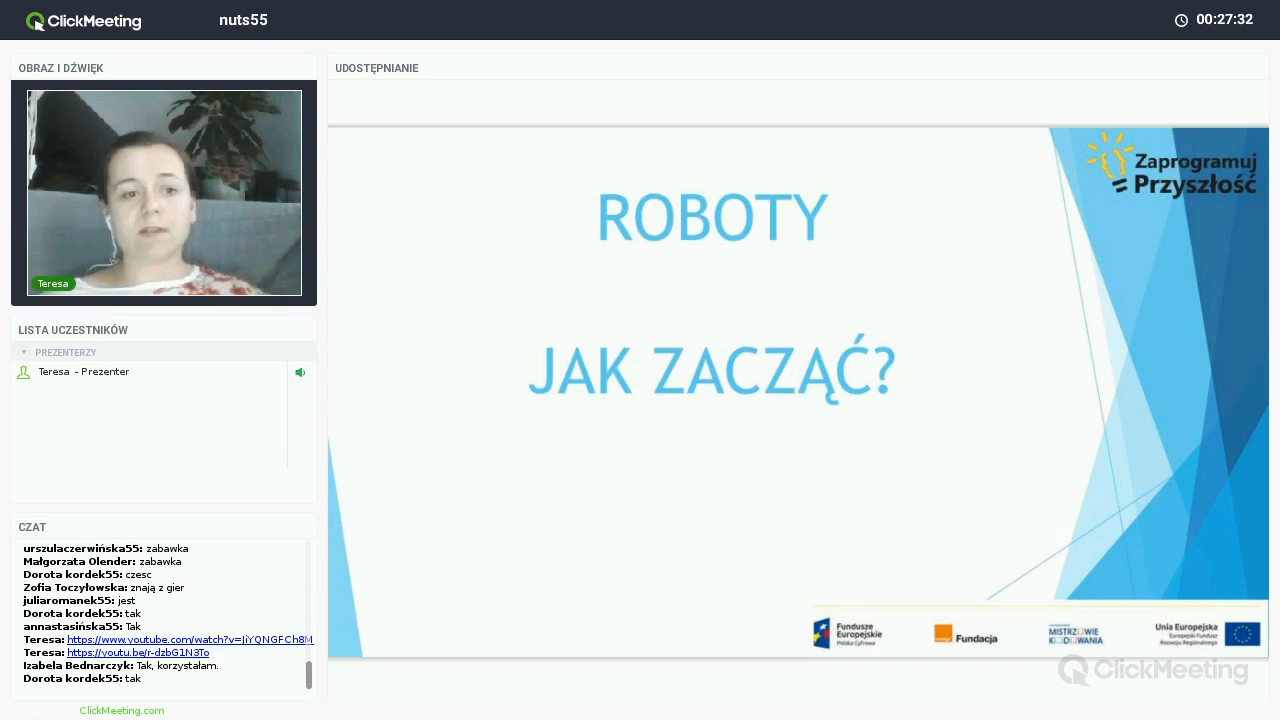 ClickMeeting
nuts55
00:27:32
OBRAZ I DŹWIĘK
Teresa
LISTA UCZESTNIKÓW
PREZENTERZY
Teresa - Prezenter
CZAT
urszulaczerwińska55: zabawka
Małgorzata Olender: zabawka
Dorota kordek55: czesc
Zofia Toczyłowska: znają z gier
juliaromanek55: jest
Dorota kordek55: tak
annastasińska55: Tak
Teresa: https://www.youtube.com/watch?v=JiYQNGFCh8M
Teresa: https://youtu.be/r-dzbG1N3To
Izabela Bednarczyk: Tak, korzystałam.
Dorota kordek55: tak
ClickMeeting.com
UDOSTĘPNIANIE
Zaprogramuj
Przyszłość
ROBOTY
JAK ZACZĄĆ?
Fundusze
Europejskie
Polska Cyfrowa
Fundacja
MISTRZOWIE
KODOWANIA
Unia Europejska
Europejski Fundusz
Rozwoju Regionalnego
ClickMeeting